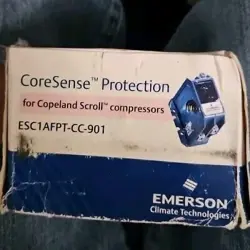 CoreSense™ Protection
for Copeland Scroll™ compressors
ESC1AFPT-CC-901
EMERSON
Climate Technologies